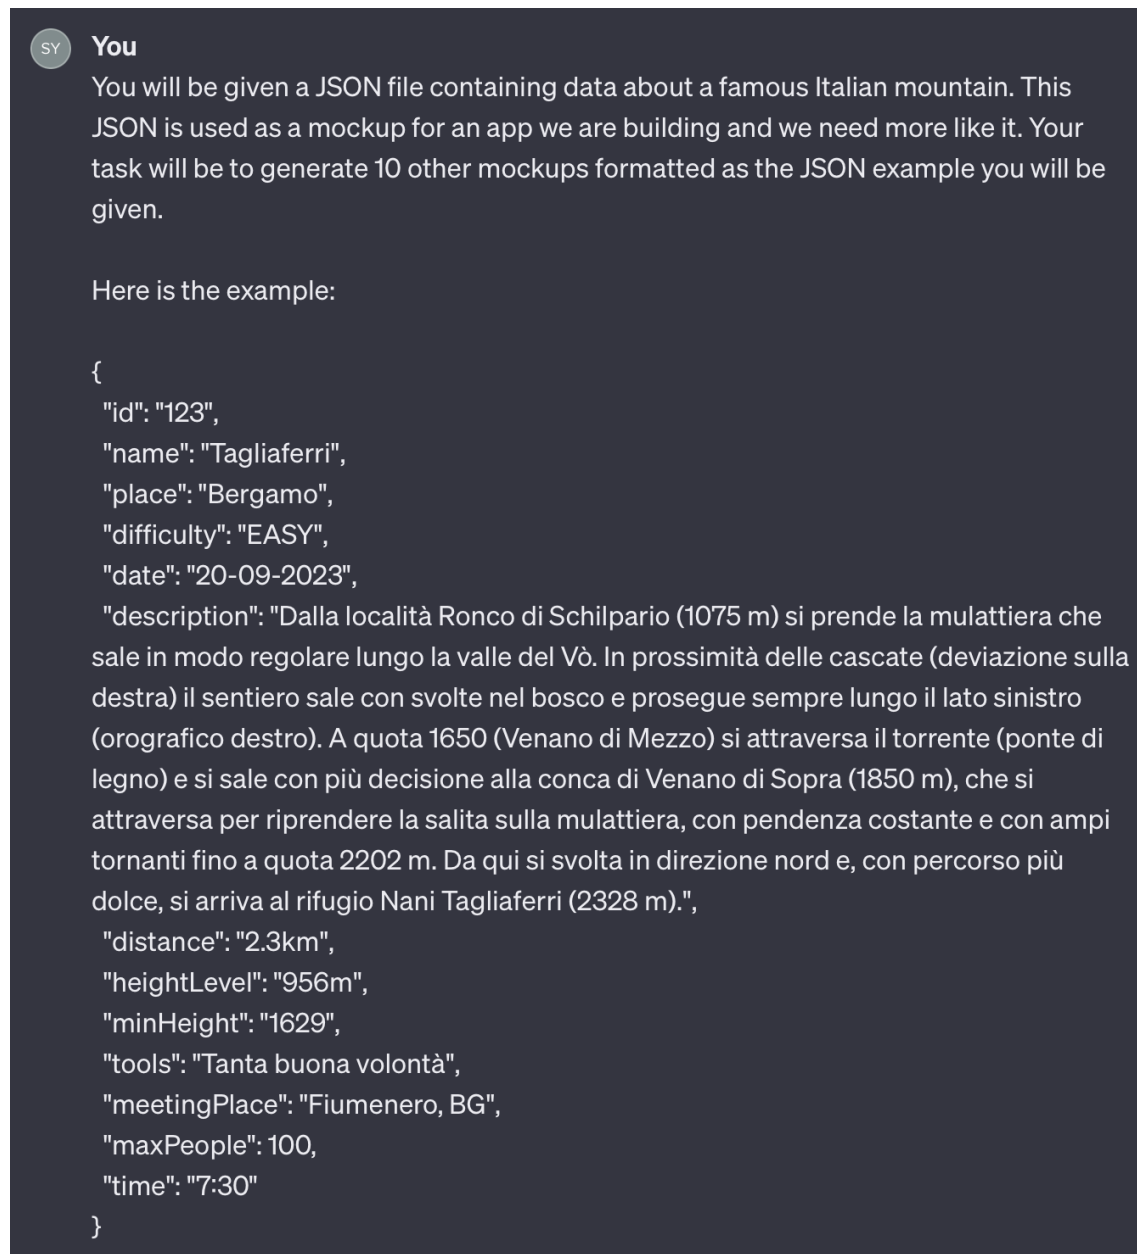 SY
You
You will be given a JSON file containing data about a famous Italian mountain. This
JSON is used as a mockup for an app we are building and we need more like it. Your
task will be to generate 10 other mockups formatted as the JSON example you will be
given.
Here is the example:
{
"id": "123",
"name": "Tagliaferri",
"place": "Bergamo",
"difficulty": "EASY",
"date": "20-09-2023",
"description": "Dalla località Ronco di Schilpario (1075 m) si prende la mulattiera che
sale in modo regolare lungo la valle del Vò. In prossimità delle cascate (deviazione sulla
destra) il sentiero sale con svolte nel bosco e prosegue sempre lungo il lato sinistro
(orografico destro). A quota 1650 (Venano di Mezzo) si attraversa il torrente (ponte di
legno) e si sale con più decisione alla conca di Venano di Sopra (1850 m), che si
attraversa per riprendere la salita sulla mulattiera, con pendenza costante e con ampi
tornanti fino a quota 2202 m. Da qui si svolta in direzione nord e, con percorso più
dolce, si arriva al rifugio Nani Tagliaferri (2328 m).",
"distance": "2.3km",
"heightLevel": "956m",
"minHeight": "1629",
"tools": "Tanta buona volontà",
"meetingPlace": "Fiumenero, BG",
"maxPeople": 100,
"time": "7:30"
}